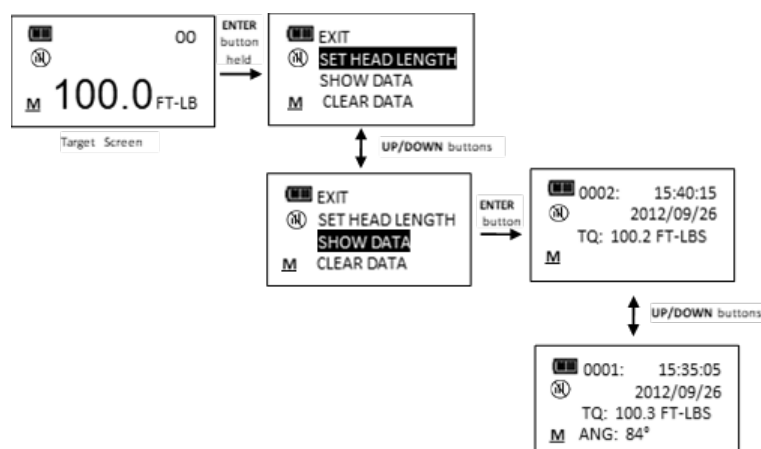 OO
100.0 FT-LB
M
Target Screen
ENTER
button
held
EXIT
SET HEAD LENGTH
SHOW DATA
M CLEAR DATA
UP/DOWN buttons
EXIT
SET HEAD LENGTH
SHOW DATA
M CLEAR DATA
ENTER
button
0002: 15:40:15
2012/09/26
TQ: 100.2 FT-LBS
M
UP/DOWN buttons
0001: 15:35:05
2012/09/26
TQ: 100.3 FT-LBS
M ANG: 84°